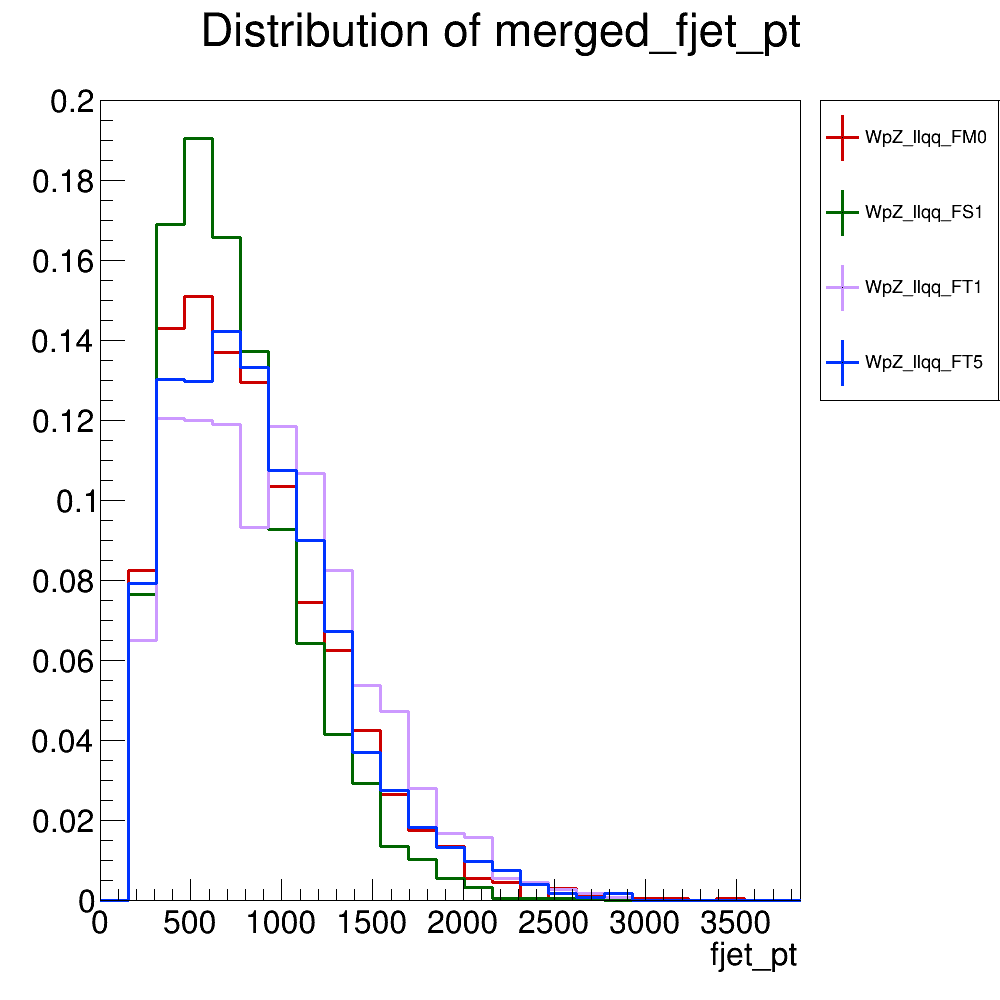 Distribution of merged_fjet_pt
0.2
0.18
0.16
0.14
0.12
0.1
0.08
0.06
0.04
0.02
0
0 500 1000 1500 2000 2500 3000 3500
fjet_pt
WpZ_llqq_FM0
WpZ_llqq_FS1
WpZ_llqq_FT1
WpZ_llqq_FT5